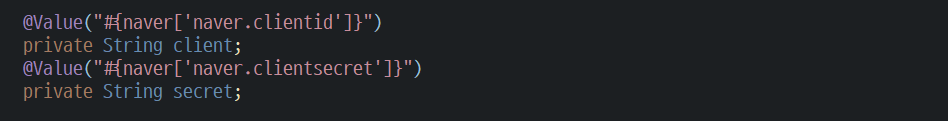 @Value("#{naver['naver.clientid']}")
private String client;
@Value("#{naver['naver.clientsecret']}")
private String secret;